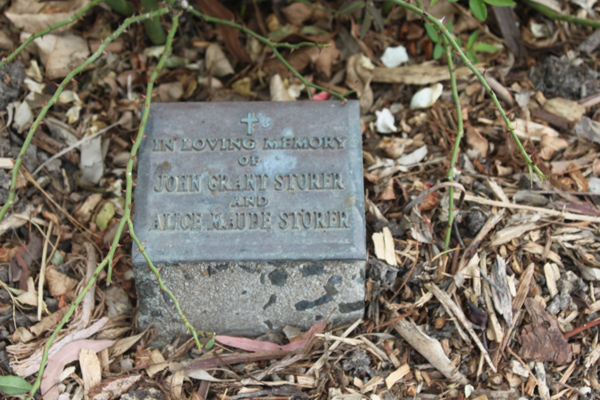 IN LOVING MEMORY
OF
JOHN GRANT STORER
AND
ALICE MAUDE STORER